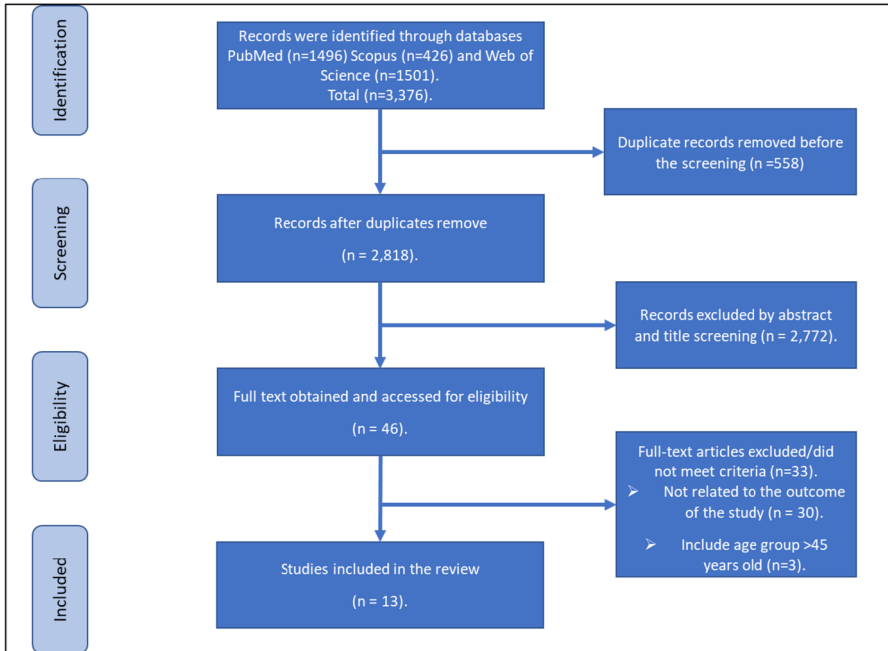 Identification
Records were identified through databases
PubMed (n=1496) Scopus (n=426) and Web of
Science (n=1501).
Total (n=3,376).
Duplicate records removed before
the screening (n =558)
Screening
Records after duplicates remove
(n = 2,818).
Records excluded by abstract
and title screening (n = 2,772).
Eligibility
Full text obtained and accessed for eligibility
(n = 46).
Full-text articles excluded/did
not meet criteria (n=33).
➢ Not related to the outcome
of the study (n = 30).
➢ Include age group >45
years old (n=3).
Included
Studies included in the review
(n = 13).